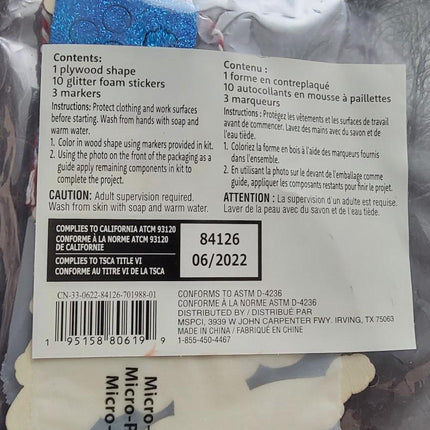 Contents:
1 plywood shape
10 glitter foam stickers
3 markers
Instructions: Protect clothing and work surfaces
before starting. Wash from hands with soap and
warm water.
1. Color in wood shape using markers provided in kit.
2. Using the photo on the front of the packaging as a
guide apply remaining components in kit to
complete the project.
CAUTION: Adult supervision required.
Wash from skin with soap and warm water.
Contenu :
1 forme en contreplaqué
10 autocollants en mousse à paillettes
3 marqueurs
Instructions: Protégez les vêtements et les surfaces de travail
avant de commencer. Lavez des mains avec du savon et de
l'eau tiède.
1. Coloriez la forme en bois à l'aide des marqueurs fournis
dans l'ensemble.
2. En utilisant la photo sur le devant de l'emballage comme
guide, appliquer les composants restants pour finir le projet.
ATTENTION : La supervision d'un adulte est requise.
Laver de la peau avec du savon et de l'eau tiède.
COMPLIES TO CALIFORNIA ATCM 93120
CONFORME À LA NORME ATCM 93120
DE CALIFORNIE
COMPLIES TO TSCA TITLE VI
CONFORME AU TITRE VI DE LA TSCA
84126
06/2022
CN-33-0622-84126-701988-01
1 95158 80619 9
CONFORMS TO ASTM D-4236
CONFORME À LA NORME ASTM D-4236
DISTRIBUTED BY / DISTRIBUÉ PAR
MSPCI, 3939 W JOHN CARPENTER FWY. IRVING, TX 75063
MADE IN CHINA / FABRIQUÉ EN CHINE
1-855-450-4467
Micro-
Micro-
Micro-